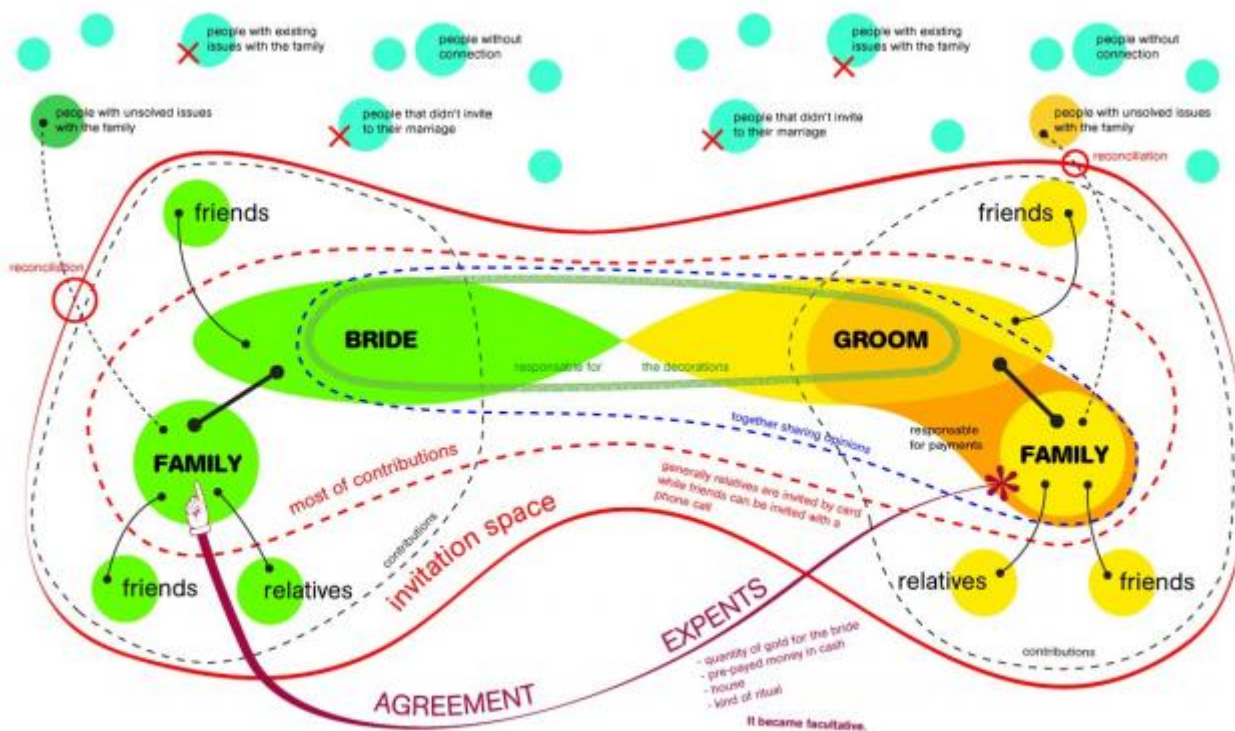 people with existing
issues with the family
people without
connection
people with existing
issues with the family
people without
connection
people with unsolved issues
with the family
people that didn't invite
to their marriage
people that didn't invite
to their marriage
people with unsolved issues
with the family
reconciliation
friends
friends
reconciliation
BRIDE
GROOM
responsable for
the decorations
together sharing opinions
responsable
for payments
FAMILY
FAMILY
most of contributions
generally relatives are invited by card
while friends can be invited with a
phone call
invitation space
contributions
friends
relatives
relatives
friends
EXPENTS
contributions
- quantity of gold for the bride
- pre-payed money in cash
- house
- kind of ritual
AGREEMENT
It became facultative.